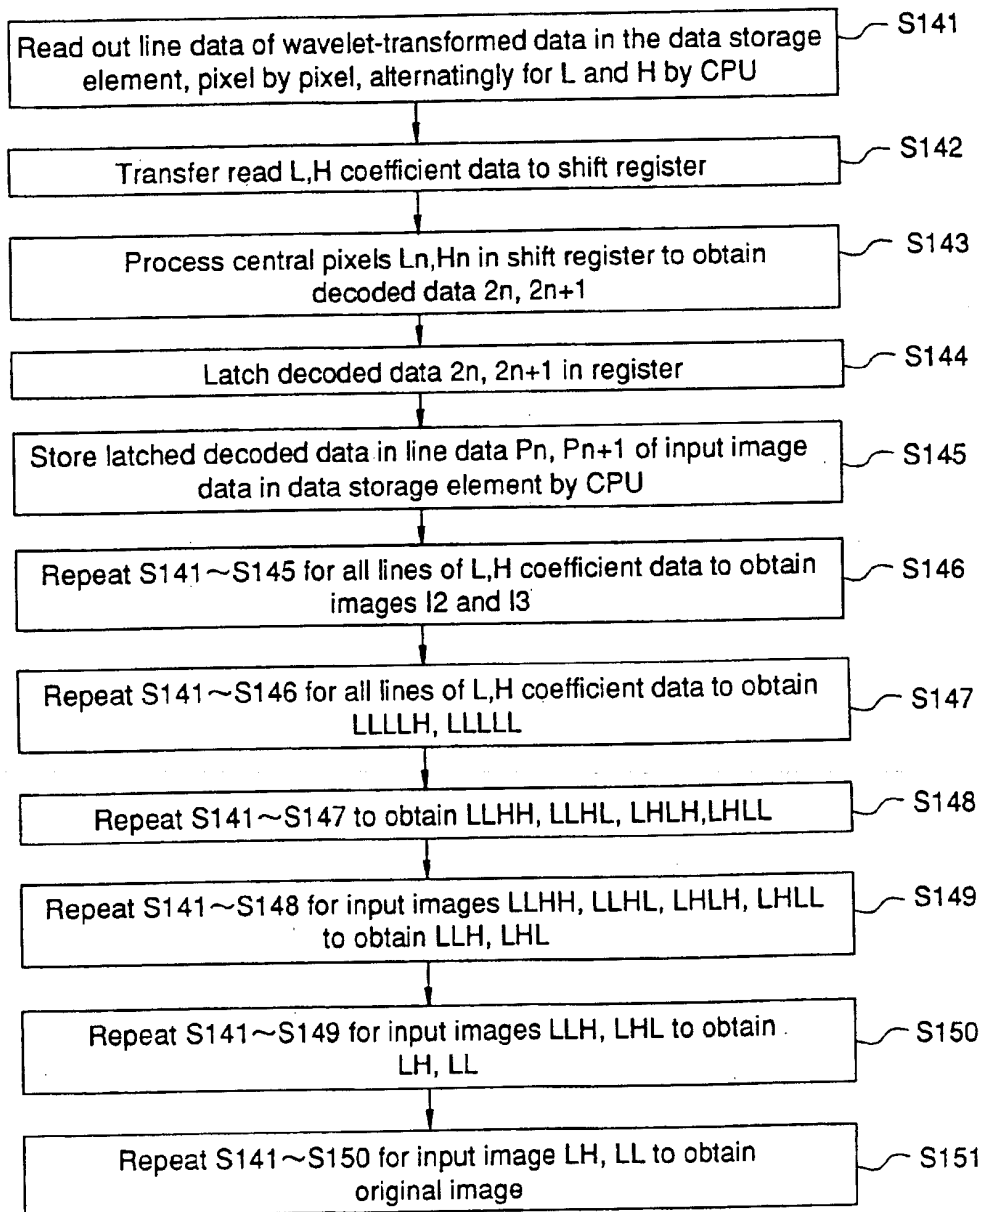 Read out line data of wavelet-transformed data in the data storage
element, pixel by pixel, alternatingly for L and H by CPU
S141
Transfer read L,H coefficient data to shift register
S142
Process central pixels Ln,Hn in shift register to obtain
decoded data 2n, 2n+1
S143
Latch decoded data 2n, 2n+1 in register
S144
Store latched decoded data in line data Pn, Pn+1 of input image
data in data storage element by CPU
S145
Repeat S141~S145 for all lines of L,H coefficient data to obtain
images I2 and I3
S146
Repeat S141~S146 for all lines of L,H coefficient data to obtain
LLLLH, LLLLL
S147
Repeat S141~S147 to obtain LLHH, LLHL, LHLH,LHLL
S148
Repeat S141~S148 for input images LLHH, LLHL, LHLH, LHLL
to obtain LLH, LHL
S149
Repeat S141~S149 for input images LLH, LHL to obtain
LH, LL
S150
Repeat S141~S150 for input image LH, LL to obtain
original image
S151